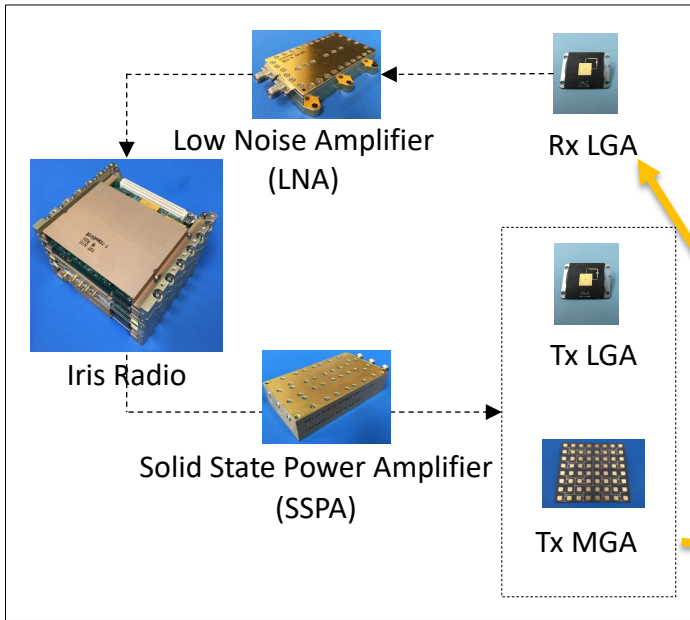 Low Noise Amplifier
(LNA)
Rx LGA
Iris Radio
Tx LGA
Solid State Power Amplifier
(SSPA)
Tx MGA